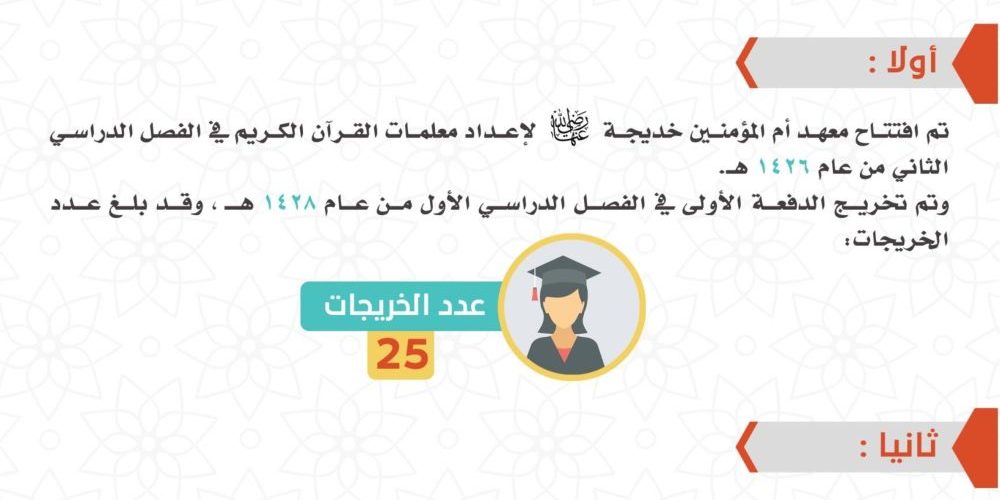 أولا :
تم افتتاح معهد أم المؤمنين خديجة رضي الله عنها لإعداد معلمات القرآن الكريم في الفصل الدراسي
الثاني من عام ١٤٢٦ هـ.
وتم تخريج الدفعة الأولى في الفصل الدراسي الأول من عام ١٤٢٨ هـ ، وقد بلغ عدد
الخريجات:
عدد الخريجات
25
ثانيا :